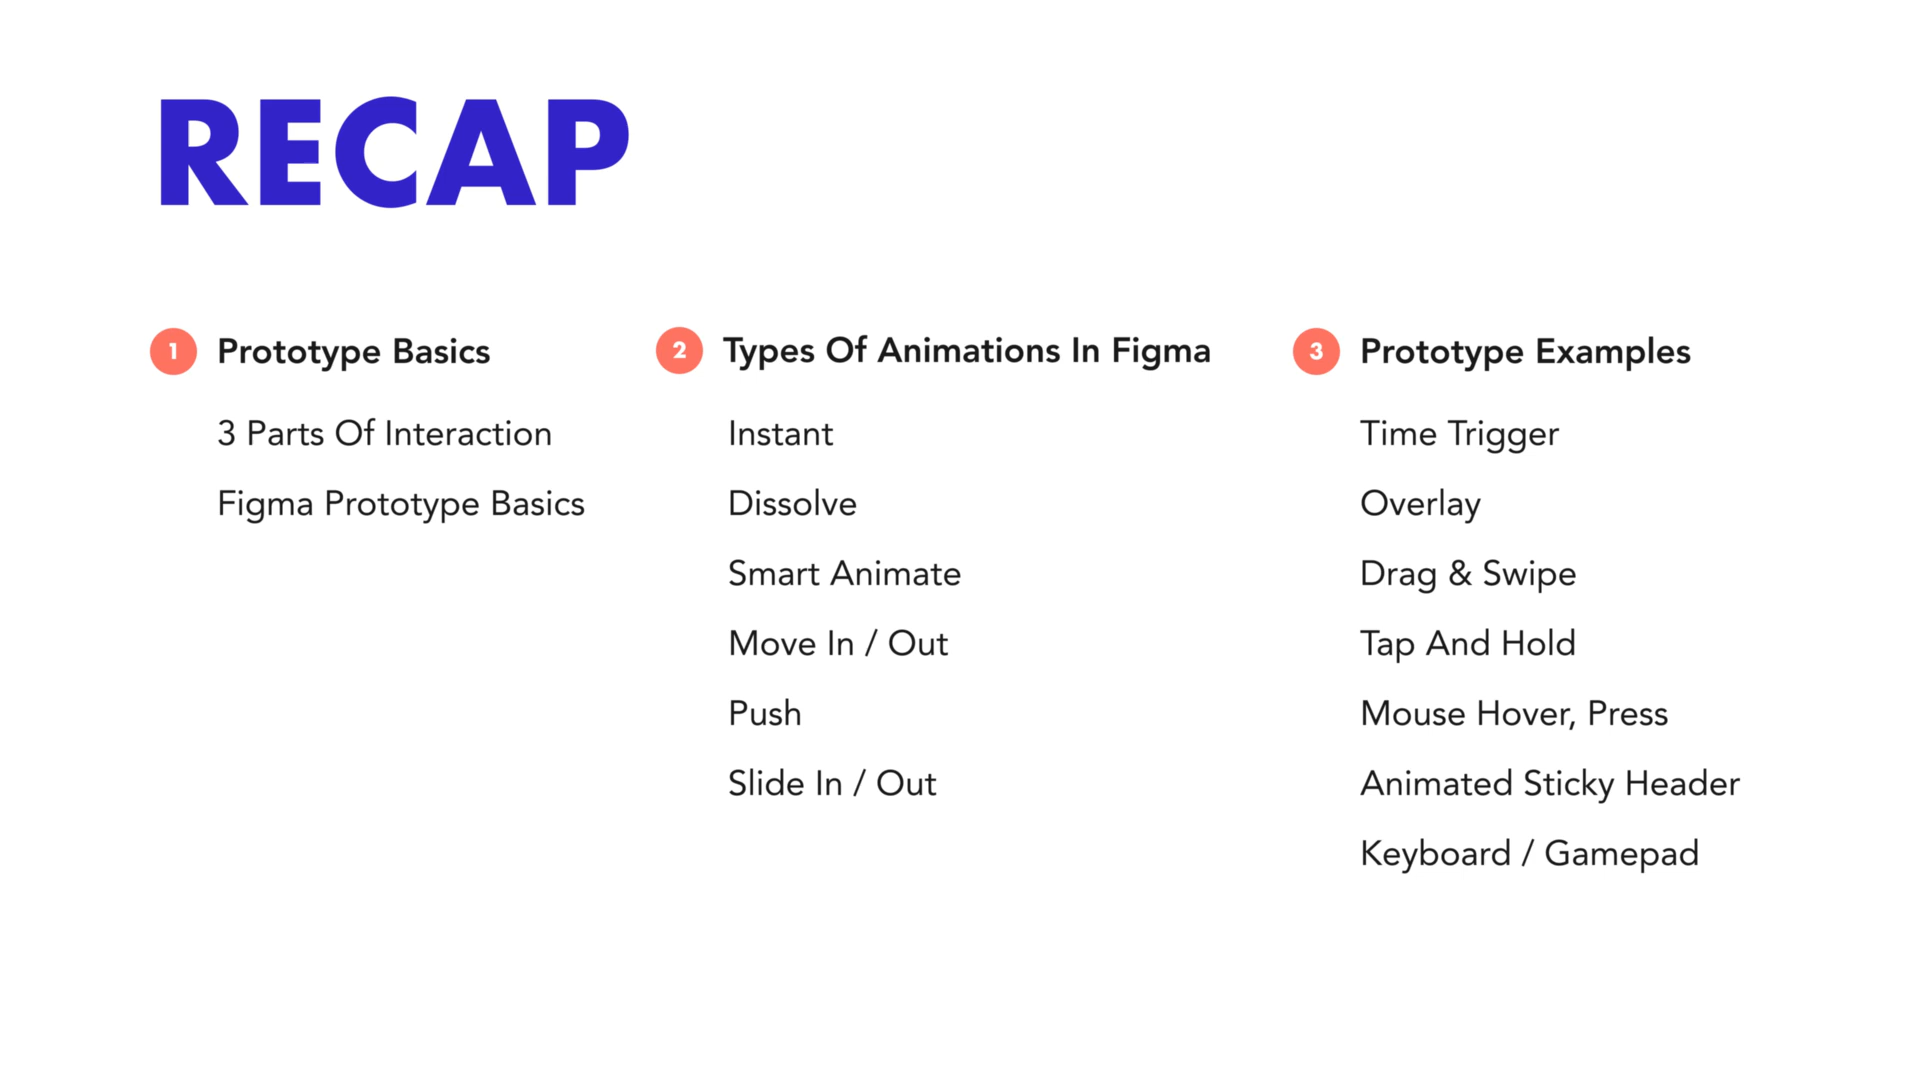 RECAP
1 Prototype Basics
3 Parts Of Interaction
Figma Prototype Basics
2 Types Of Animations In Figma
Instant
Dissolve
Smart Animate
Move In / Out
Push
Slide In / Out
3 Prototype Examples
Time Trigger
Overlay
Drag & Swipe
Tap And Hold
Mouse Hover, Press
Animated Sticky Header
Keyboard / Gamepad